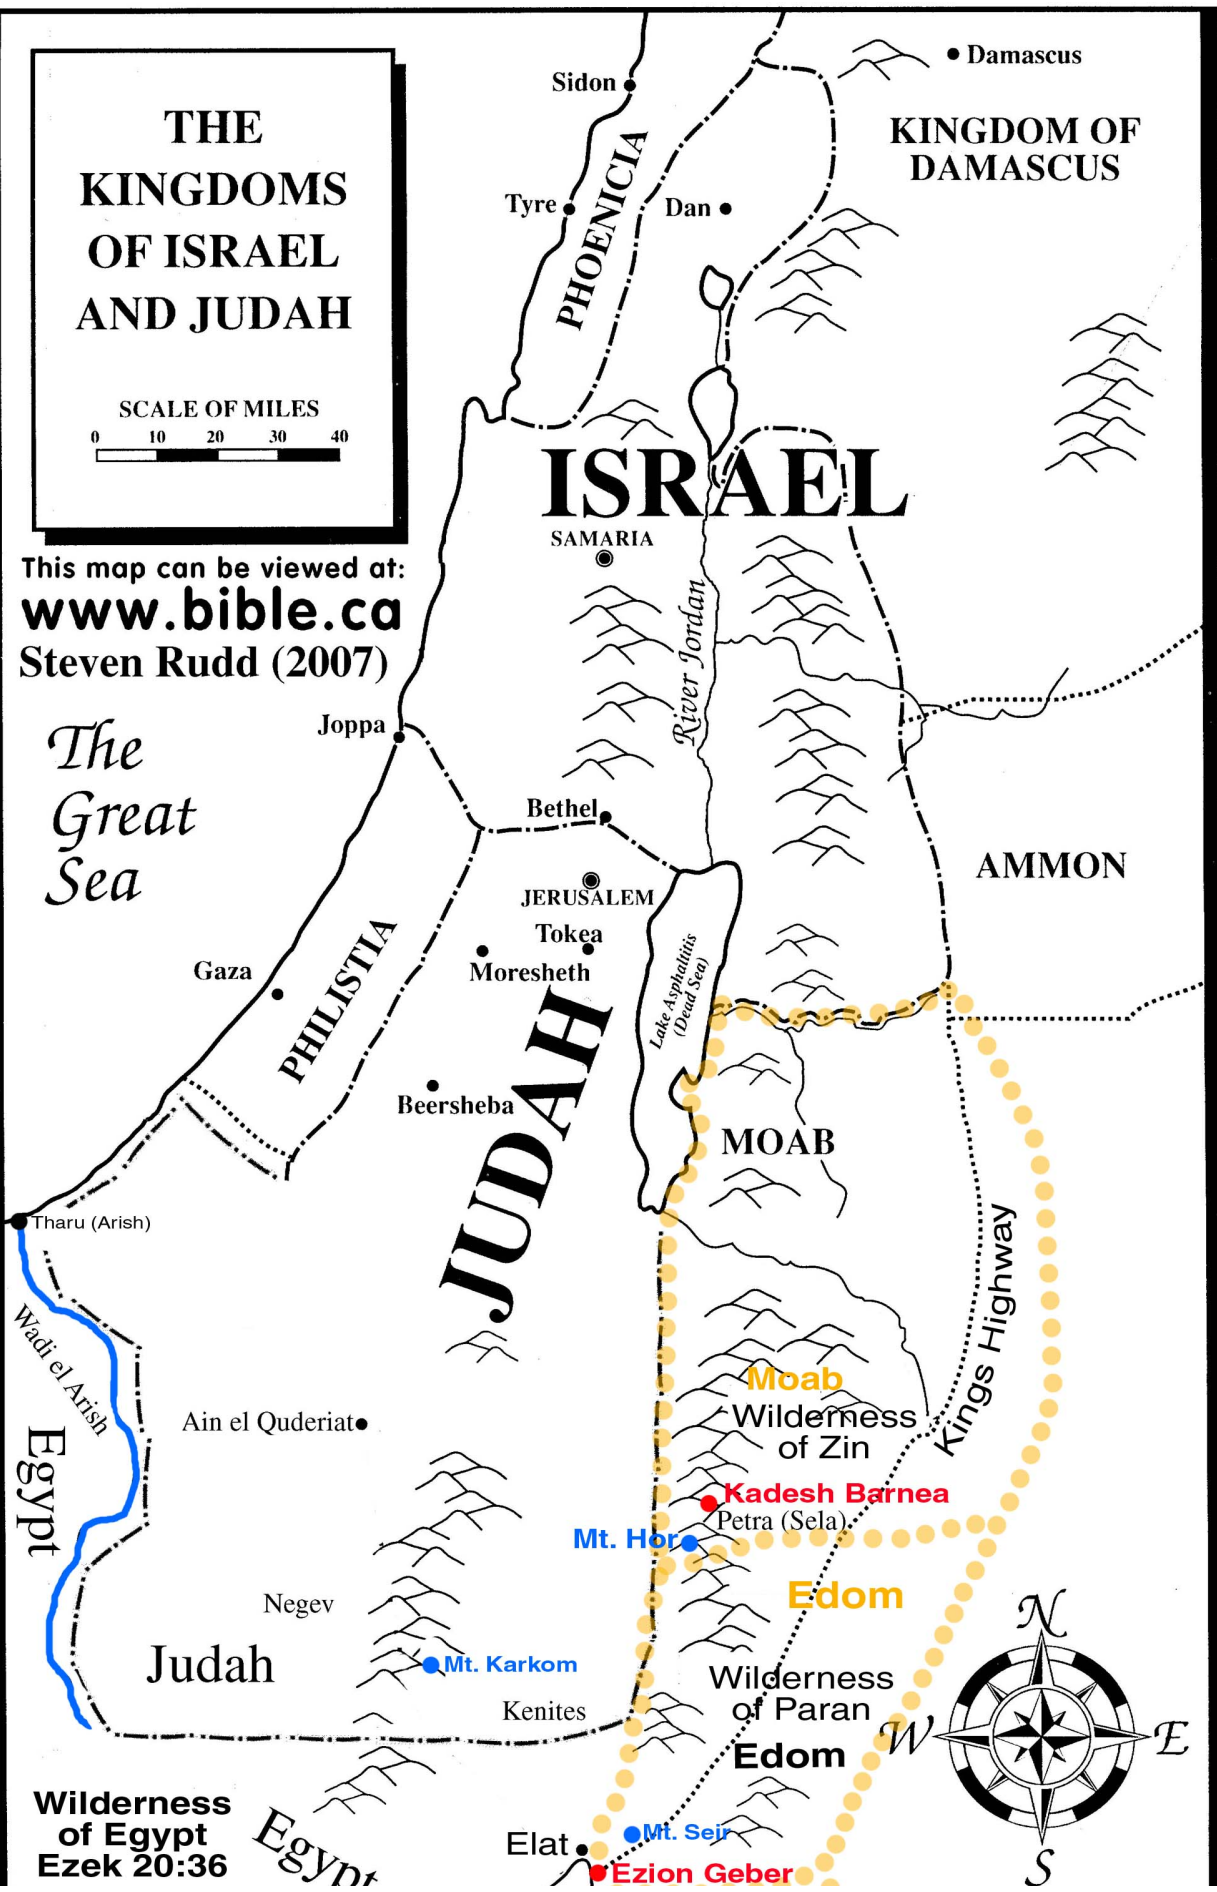 THE
KINGDOMS
OF ISRAEL
AND JUDAH
SCALE OF MILES
0 10 20 30 40
This map can be viewed at:
www.bible.ca
Steven Rudd (2007)
The
Great
Sea
Sidon
Damascus
KINGDOM OF
DAMASCUS
Tyre
Dan
PHOENICIA
ISRAEL
SAMARIA
River Jordan
Joppa
Bethel
AMMON
JERUSALEM
Tokea
Moresheth
Gaza
PHILISTIA
Lake Asphaltitis
(Dead Sea)
JUDAH
Beersheba
MOAB
Tharu (Arish)
Wadi el Arish
Kings Highway
Moab
Wilderness
of Zin
Ain el Quderiat
Egypt
Kadesh Barnea
Petra (Sela)
Mt. Hor
Edom
Negev
Judah
Mt. Karkom
Kenites
Wilderness
of Paran
Edom
N
W
E
S
Wilderness
of Egypt
Ezek 20:36
Egypt
Elat
Mt. Seir
Ezion Geber